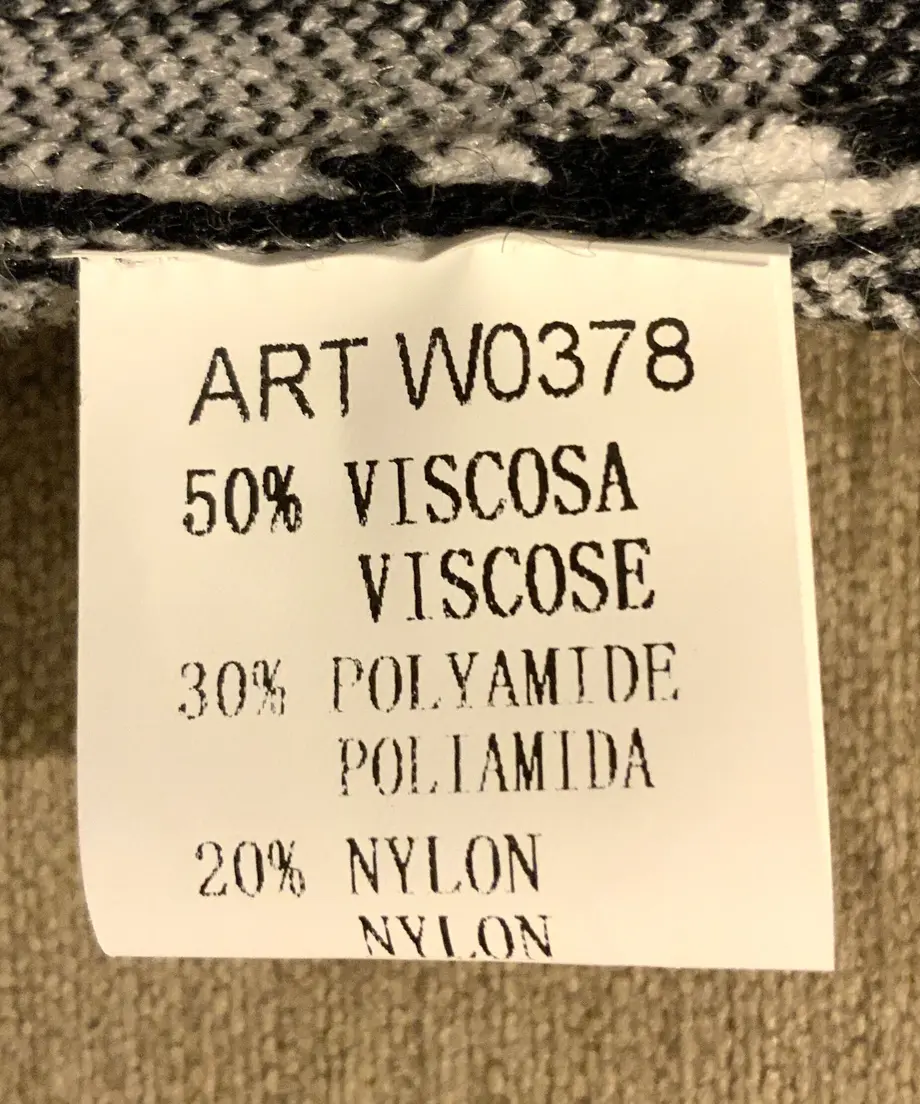 ART W0378
50% VISCOSA
VISCOSE
30% POLYAMIDE
POLIAMIDA
20% NYLON
NYLON